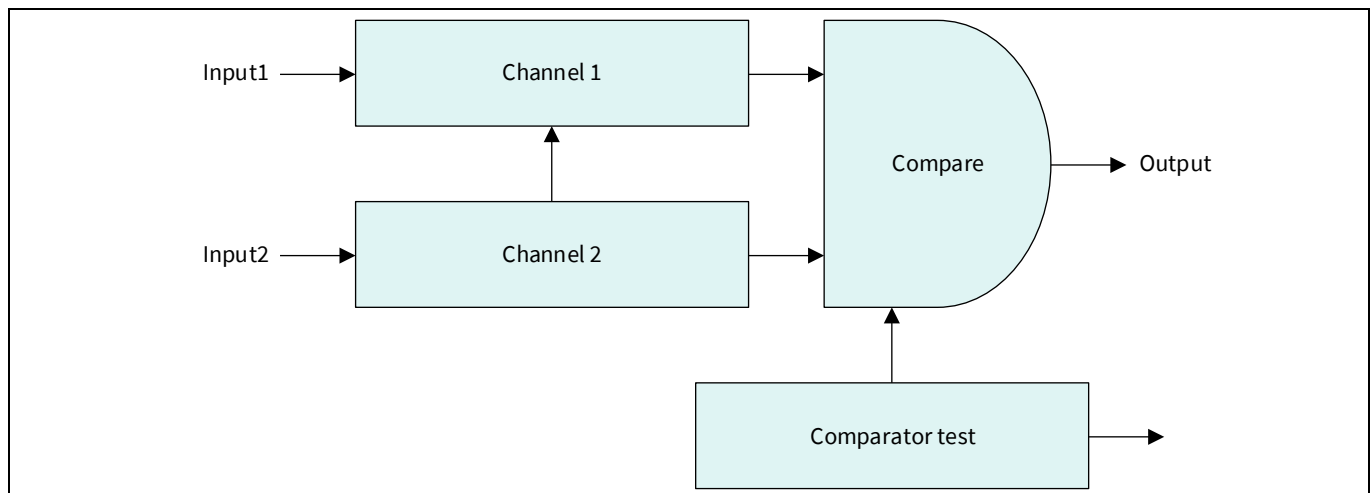 Input1
Channel 1
Compare
Output
Input2
Channel 2
Comparator test